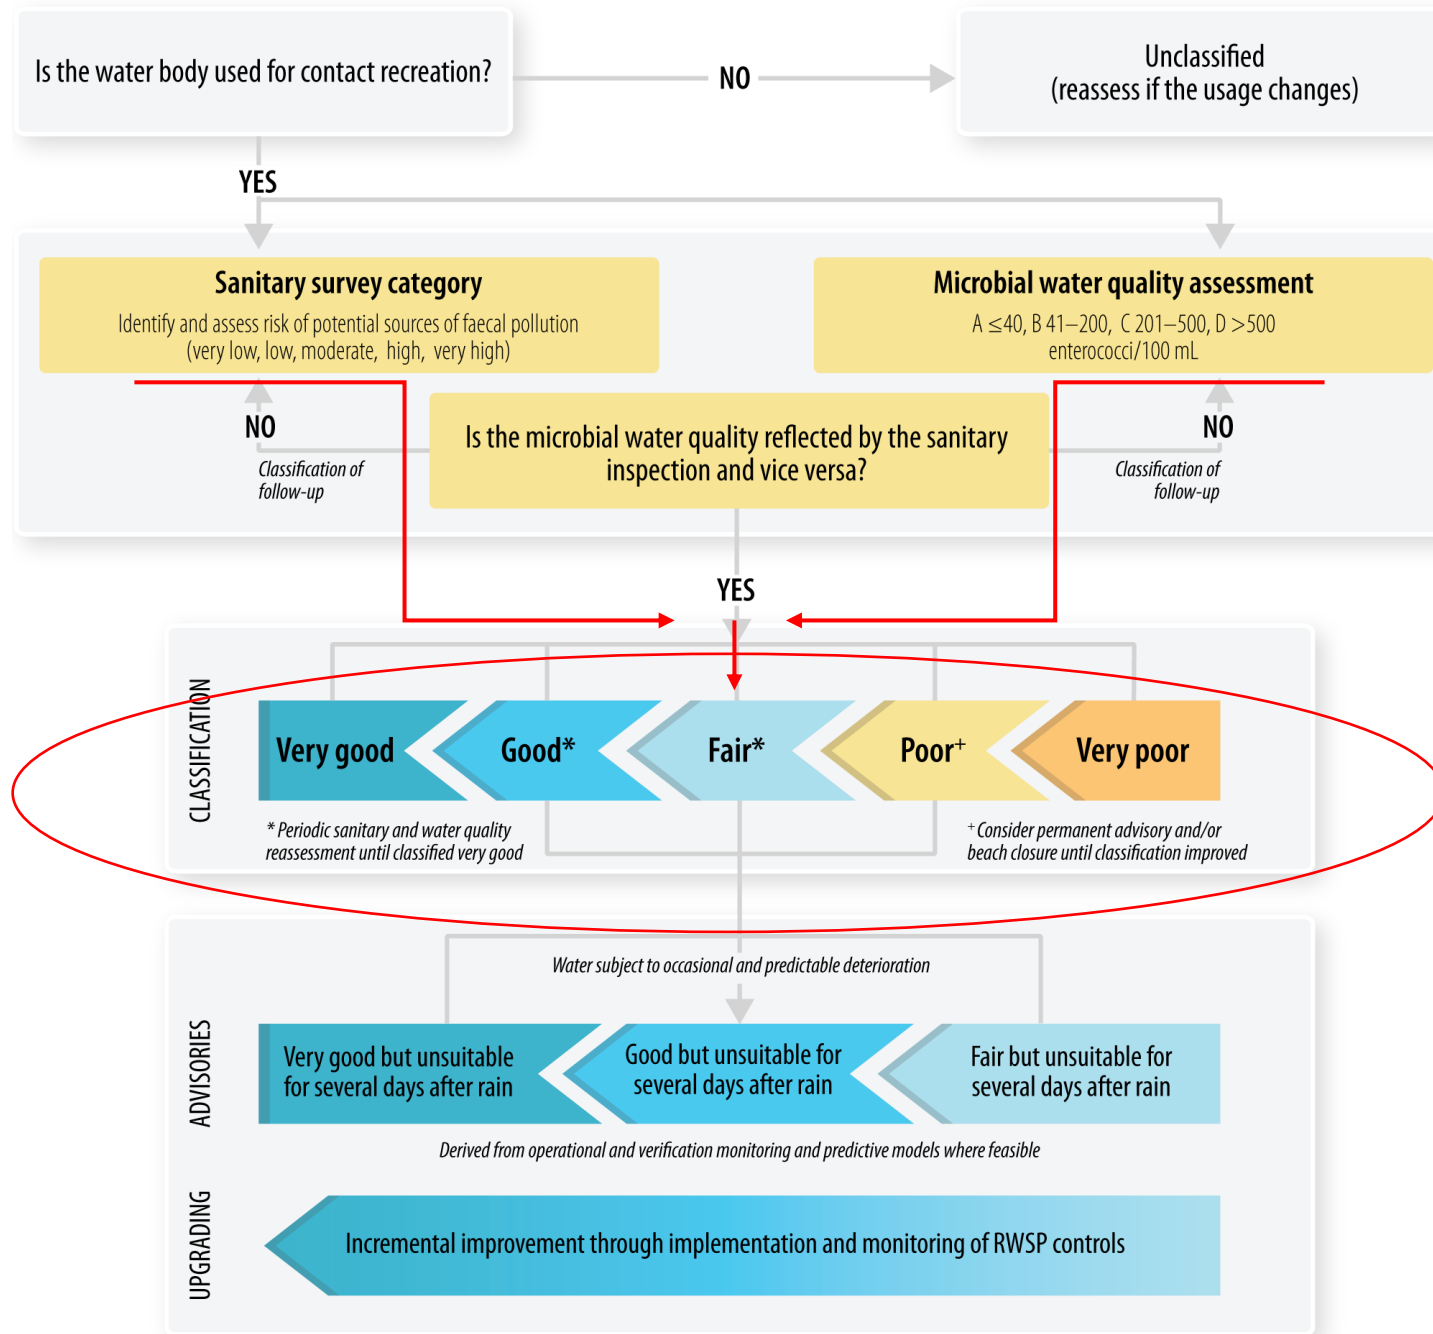 Is the water body used for contact recreation?
NO
Unclassified
(reassess if the usage changes)
YES
Sanitary survey category
Identify and assess risk of potential sources of faecal pollution
(very low, low, moderate, high, very high)
Microbial water quality assessment
A ≤40, B 41–200, C 201–500, D >500
enterococci/100 mL
NO
Classification of
follow-up
Is the microbial water quality reflected by the sanitary
inspection and vice versa?
NO
Classification of
follow-up
YES
CLASSIFICATION
Very good
Good*
Fair*
Poor+
Very poor
* Periodic sanitary and water quality
reassessment until classified very good
+ Consider permanent advisory and/or
beach closure until classification improved
Water subject to occasional and predictable deterioration
ADVISORIES
Very good but unsuitable
for several days after rain
Good but unsuitable for
several days after rain
Fair but unsuitable for
several days after rain
Derived from operational and verification monitoring and predictive models where feasible
UPGRADING
Incremental improvement through implementation and monitoring of RWSP controls